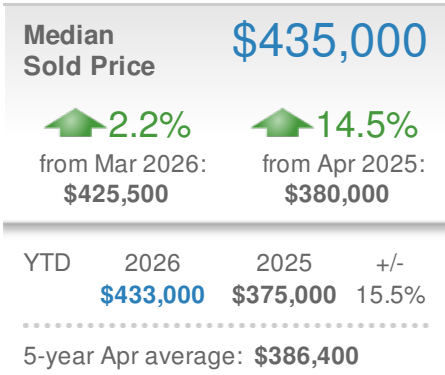 Median
Sold Price
$435,000
2.2%
from Mar 2026:
$425,500
14.5%
from Apr 2025:
$380,000
YTD 2026 2025 +/-
$433,000 $375,000 15.5%
5-year Apr average: $386,400